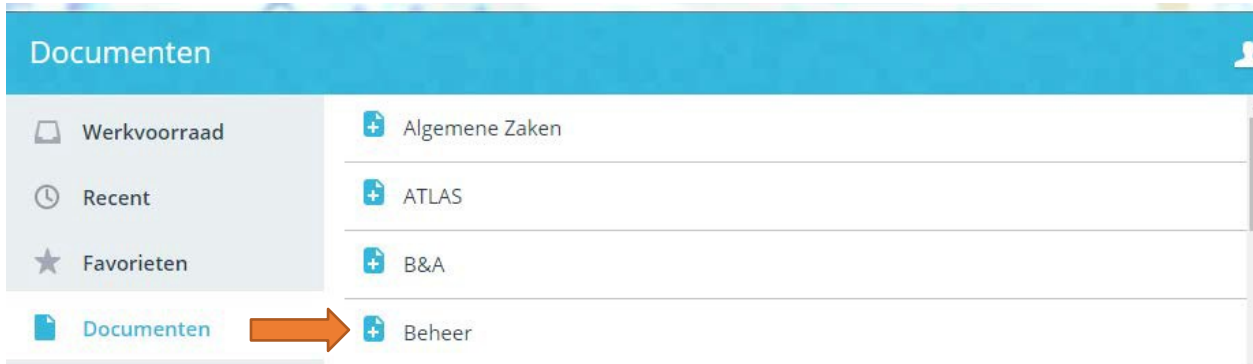 Documenten
Werkvoorraad
Recent
Favorieten
Documenten
Algemene Zaken
ATLAS
B&A
Beheer